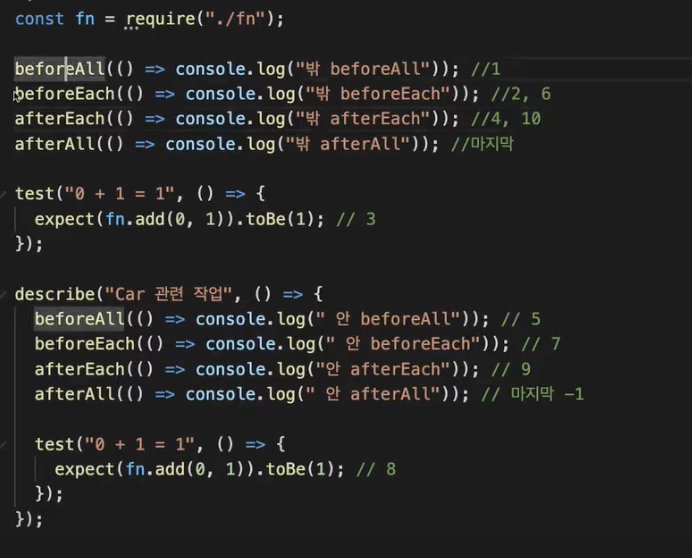 const fn = require("./fn");
beforeAll(() => console.log("밖 beforeAll")); //1
beforeEach(() => console.log("밖 beforeEach")); //2, 6
afterEach(() => console.log("밖 afterEach")); //4, 10
afterAll(() => console.log("밖 afterAll")); //마지막
test("0 + 1 = 1", () => {
  expect(fn.add(0, 1)).toBe(1); // 3
});
describe("Car 관련 작업", () => {
  beforeAll(() => console.log(" 안 beforeAll")); // 5
  beforeEach(() => console.log(" 안 beforeEach")); // 7
  afterEach(() => console.log("안 afterEach")); // 9
  afterAll(() => console.log(" 안 afterAll")); // 마지막 -1
  test("0 + 1 = 1", () => {
    expect(fn.add(0, 1)).toBe(1); // 8
  });
});